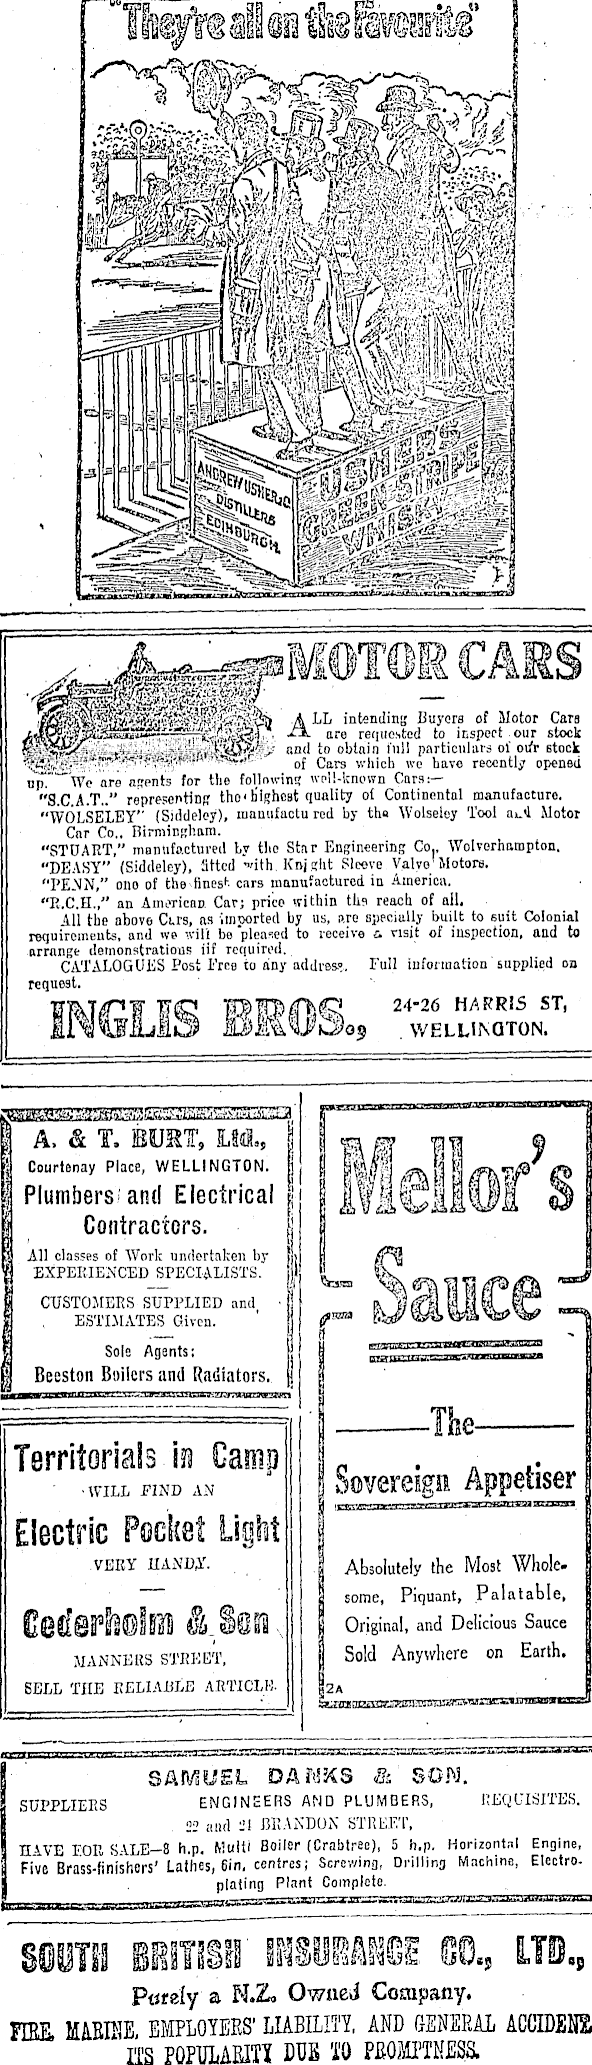 "They're all on the Favourite"
ANDREW USHER & Co.
DISTILLERS
EDINBURGH.
USHER'S
GREEN STRIPE
WHISKY
MOTOR CARS
ALL intending Buyers of Motor Cars
are requested to inspect our stock
and to obtain full particulars of our stock
of Cars which we have recently opened
up. We are agents for the following well-known Cars:—
"S.C.A.T.," representing the highest quality of Continental manufacture.
"WOLSELEY" (Siddeley), manufactured by the Wolseley Tool and Motor
Car Co., Birmingham.
"STUART," manufactured by the Star Engineering Co., Wolverhampton.
"DEASY" (Siddeley), fitted with Knight Sleeve Valve Motors.
"PENN," one of the finest cars manufactured in America.
"R.C.H.," an American Car; price within the reach of all.
All the above Cars, as imported by us, are specially built to suit Colonial
requirements, and we will be pleased to receive a visit of inspection, and to
arrange demonstrations iif required.
CATALOGUES Post Free to any address. Full information supplied on
request.
INGLIS BROS., 24-26 HARRIS ST,
WELLINGTON.
A. & T. BURT, Ltd.,
Courtenay Place, WELLINGTON.
Plumbers and Electrical
Contractors.
All classes of Work undertaken by
EXPERIENCED SPECIALISTS.
CUSTOMERS SUPPLIED and
ESTIMATES Given.
Sole Agents:
Beeston Boilers and Radiators.
Territorials in Camp
WILL FIND AN
Electric Pocket Light
VERY HANDY.
Cederholm & Son
MANNERS STREET,
SELL THE RELIABLE ARTICLE.
Mellor's
Sauce
The
Sovereign Appetiser
Absolutely the Most Whole-
some, Piquant, Palatable,
Original, and Delicious Sauce
Sold Anywhere on Earth.
2A
SAMUEL DANKS & SON.
SUPPLIERS ENGINEERS AND PLUMBERS, REQUISITES.
22 and 24 BRANDON STREET,
HAVE FOR SALE—8 h.p. Multi Boiler (Crabtree), 5 h.p. Horizontal Engine,
Five Brass-finishers' Lathes, 6in. centres; Screwing, Drilling Machine, Electro-
plating Plant Complete.
SOUTH BRITISH INSURANCE CO., LTD.,
Purely a N.Z. Owned Company.
FIRE, MARINE, EMPLOYERS' LIABILITY, AND GENERAL ACCIDENT
ITS POPULARITY DUE TO PROMPTNESS.